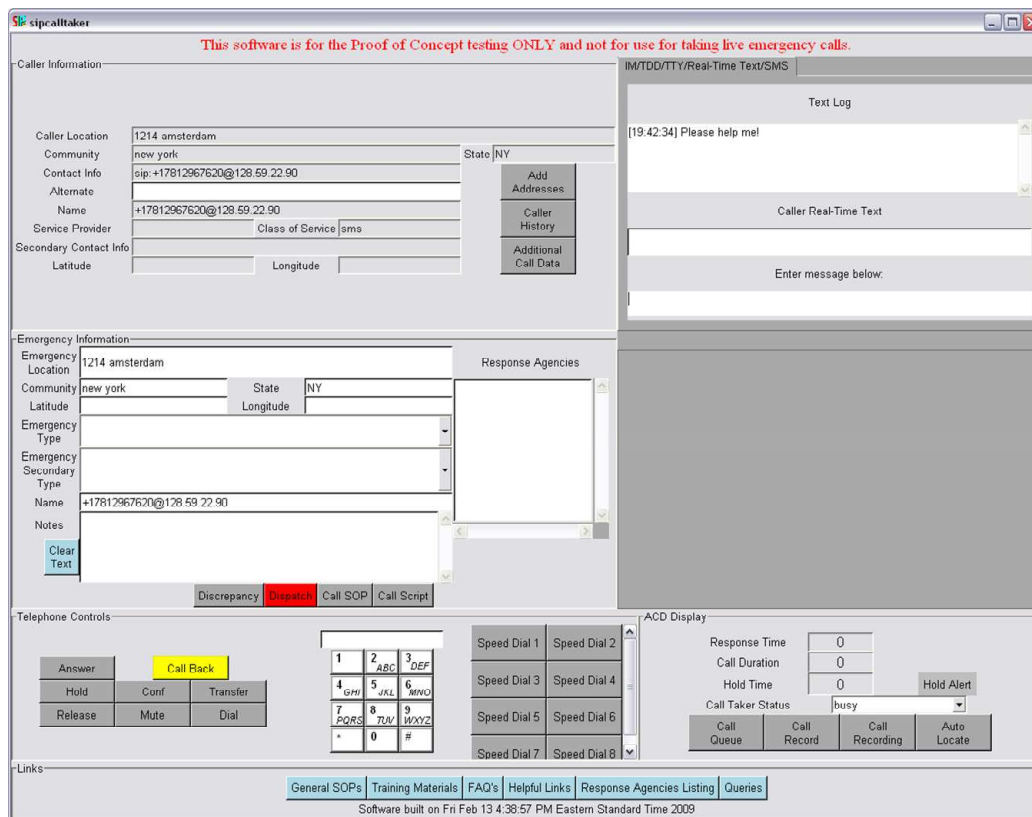 sipcalltaker
This software is for the Proof of Concept testing ONLY and not for use for taking live emergency calls.
Caller Information
Caller Location 1214 amsterdam
Community new york State NY
Contact Info sip:+17812967620@128.59.22.90
Alternate
Name +17812967620@128.59.22.90
Service Provider Class of Service sms
Secondary Contact Info
Latitude Longitude
Add Addresses
Caller History
Additional Call Data
IM/TDD/TTY/Real-Time Text/SMS
Text Log
[19:42:34] Please help me!
Caller Real-Time Text
Enter message below:
Emergency Information
Emergency Location 1214 amsterdam
Community new york State NY
Latitude Longitude
Emergency Type
Emergency Secondary Type
Name +17812967620@128.59.22.90
Notes
Clear Text
Response Agencies
Discrepancy Dispatch Call SOP Call Script
Telephone Controls
Answer Call Back
Hold Conf Transfer
Release Mute Dial
1 2 ABC 3 DEF
4 GHI 5 JKL 6 MNO
7 PQRS 8 TUV 9 WXYZ
* 0 #
Speed Dial 1 Speed Dial 2
Speed Dial 3 Speed Dial 4
Speed Dial 5 Speed Dial 6
Speed Dial 7 Speed Dial 8
ACD Display
Response Time 0
Call Duration 0
Hold Time 0 Hold Alert
Call Taker Status busy
Call Queue Call Record Call Recording Auto Locate
Links
General SOPs Training Materials FAQ's Helpful Links Response Agencies Listing Queries
Software built on Fri Feb 13 4:38:57 PM Eastern Standard Time 2009